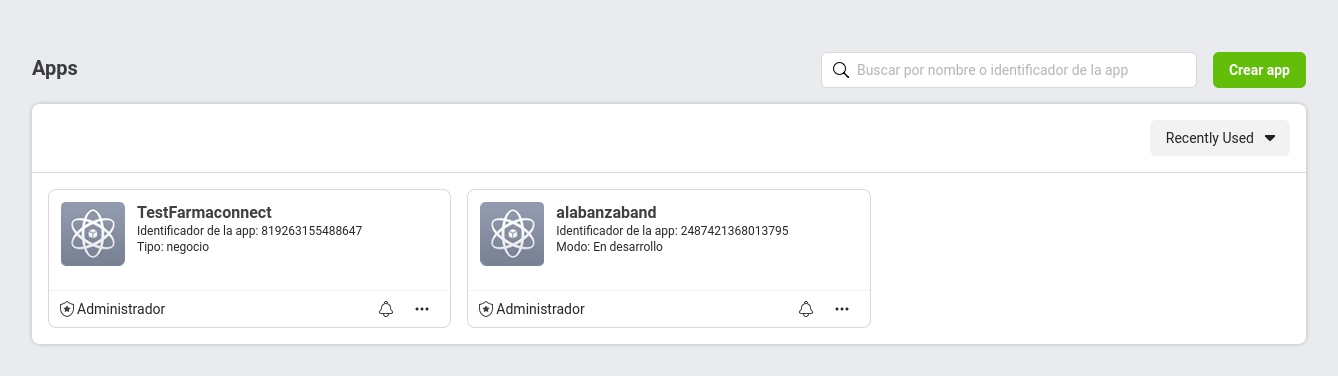 Apps
Buscar por nombre o identificador de la app
Crear app
Recently Used
TestFarmaconnect
Identificador de la app: 819263155488647
Tipo: negocio
Administrador
alabanzaband
Identificador de la app: 2487421368013795
Modo: En desarrollo
Administrador